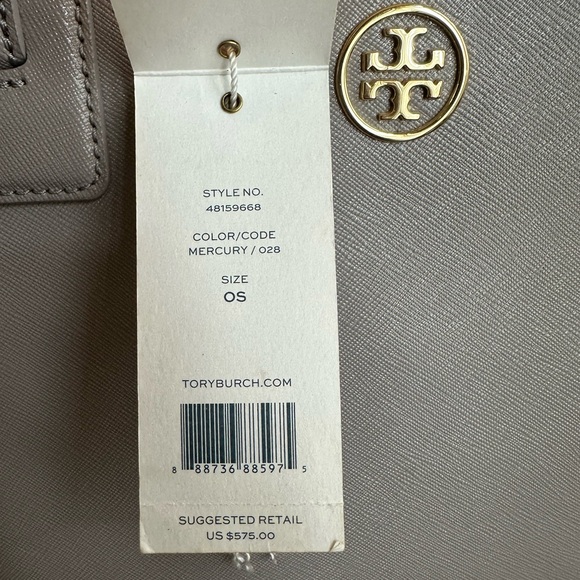 STYLE NO.
48159668
COLOR/CODE
MERCURY / 028
SIZE
OS
TORYBURCH.COM
8 88736 88597 5
SUGGESTED RETAIL
US $575.00